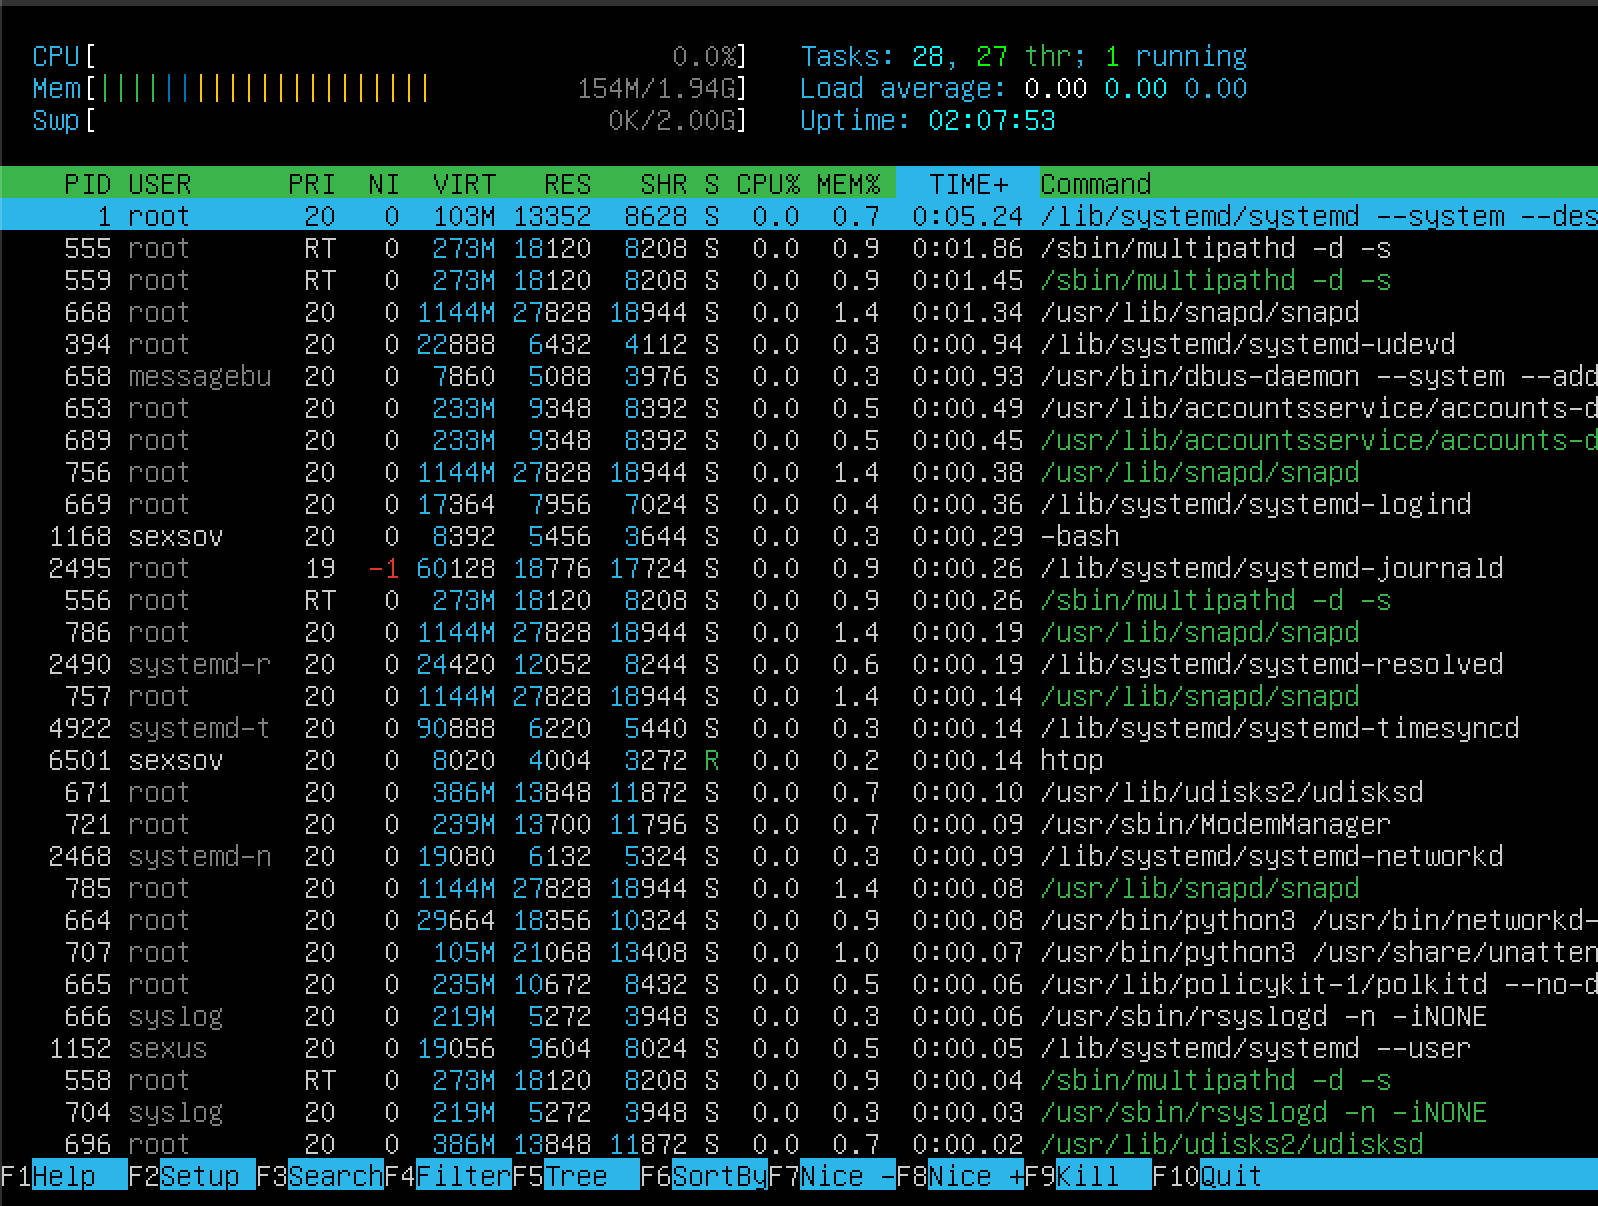 CPU[ 0.0%] Tasks: 28, 27 thr; 1 running
Mem[||||||||||||||||||||| 154M/1.94G] Load average: 0.00 0.00 0.00
Swp[ 0K/2.00G] Uptime: 02:07:53
PID USER PRI NI VIRT RES SHR S CPU% MEM% TIME+ Command
1 root 20 0 103M 13352 8628 S 0.0 0.7 0:05.24 /lib/systemd/systemd --system --des
555 root RT 0 273M 18120 8208 S 0.0 0.9 0:01.86 /sbin/multipathd -d -s
559 root RT 0 273M 18120 8208 S 0.0 0.9 0:01.45 /sbin/multipathd -d -s
668 root 20 0 1144M 27828 18944 S 0.0 1.4 0:01.34 /usr/lib/snapd/snapd
394 root 20 0 22888 6432 4112 S 0.0 0.3 0:00.94 /lib/systemd/systemd-udevd
658 messagebu 20 0 7860 5088 3976 S 0.0 0.3 0:00.93 /usr/bin/dbus-daemon --system --add
653 root 20 0 233M 9348 8392 S 0.0 0.5 0:00.49 /usr/lib/accountsservice/accounts-d
689 root 20 0 233M 9348 8392 S 0.0 0.5 0:00.45 /usr/lib/accountsservice/accounts-d
756 root 20 0 1144M 27828 18944 S 0.0 1.4 0:00.38 /usr/lib/snapd/snapd
669 root 20 0 17364 7956 7024 S 0.0 0.4 0:00.36 /lib/systemd/systemd-logind
1168 sexsov 20 0 8392 5456 3644 S 0.0 0.3 0:00.29 -bash
2495 root 19 -1 60128 18776 17724 S 0.0 0.9 0:00.26 /lib/systemd/systemd-journald
556 root RT 0 273M 18120 8208 S 0.0 0.9 0:00.26 /sbin/multipathd -d -s
786 root 20 0 1144M 27828 18944 S 0.0 1.4 0:00.19 /usr/lib/snapd/snapd
2490 systemd-r 20 0 24420 12052 8244 S 0.0 0.6 0:00.19 /lib/systemd/systemd-resolved
757 root 20 0 1144M 27828 18944 S 0.0 1.4 0:00.14 /usr/lib/snapd/snapd
4922 systemd-t 20 0 90888 6220 5440 S 0.0 0.3 0:00.14 /lib/systemd/systemd-timesyncd
6501 sexsov 20 0 8020 4004 3272 R 0.0 0.2 0:00.14 htop
671 root 20 0 386M 13848 11872 S 0.0 0.7 0:00.10 /usr/lib/udisks2/udisksd
721 root 20 0 239M 13700 11796 S 0.0 0.7 0:00.09 /usr/sbin/ModemManager
2468 systemd-n 20 0 19080 6132 5324 S 0.0 0.3 0:00.09 /lib/systemd/systemd-networkd
785 root 20 0 1144M 27828 18944 S 0.0 1.4 0:00.08 /usr/lib/snapd/snapd
664 root 20 0 29664 18356 10324 S 0.0 0.9 0:00.08 /usr/bin/python3 /usr/bin/networkd-
707 root 20 0 105M 21068 13408 S 0.0 1.0 0:00.07 /usr/bin/python3 /usr/share/unatten
665 root 20 0 235M 10672 8432 S 0.0 0.5 0:00.06 /usr/lib/policykit-1/polkitd --no-d
666 syslog 20 0 219M 5272 3948 S 0.0 0.3 0:00.06 /usr/sbin/rsyslogd -n -iNONE
1152 sexus 20 0 19056 9604 8024 S 0.0 0.5 0:00.05 /lib/systemd/systemd --user
558 root RT 0 273M 18120 8208 S 0.0 0.9 0:00.04 /sbin/multipathd -d -s
704 syslog 20 0 219M 5272 3948 S 0.0 0.3 0:00.03 /usr/sbin/rsyslogd -n -iNONE
696 root 20 0 386M 13848 11872 S 0.0 0.7 0:00.02 /usr/lib/udisks2/udisksd
F1Help F2Setup F3SearchF4FilterF5Tree F6SortByF7Nice -F8Nice +F9Kill F10Quit